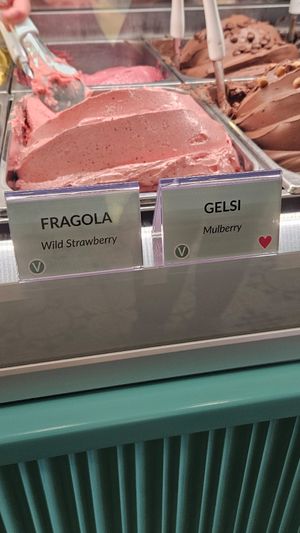 FRAGOLA
Wild Strawberry
V
GELSI
Mulberry
V